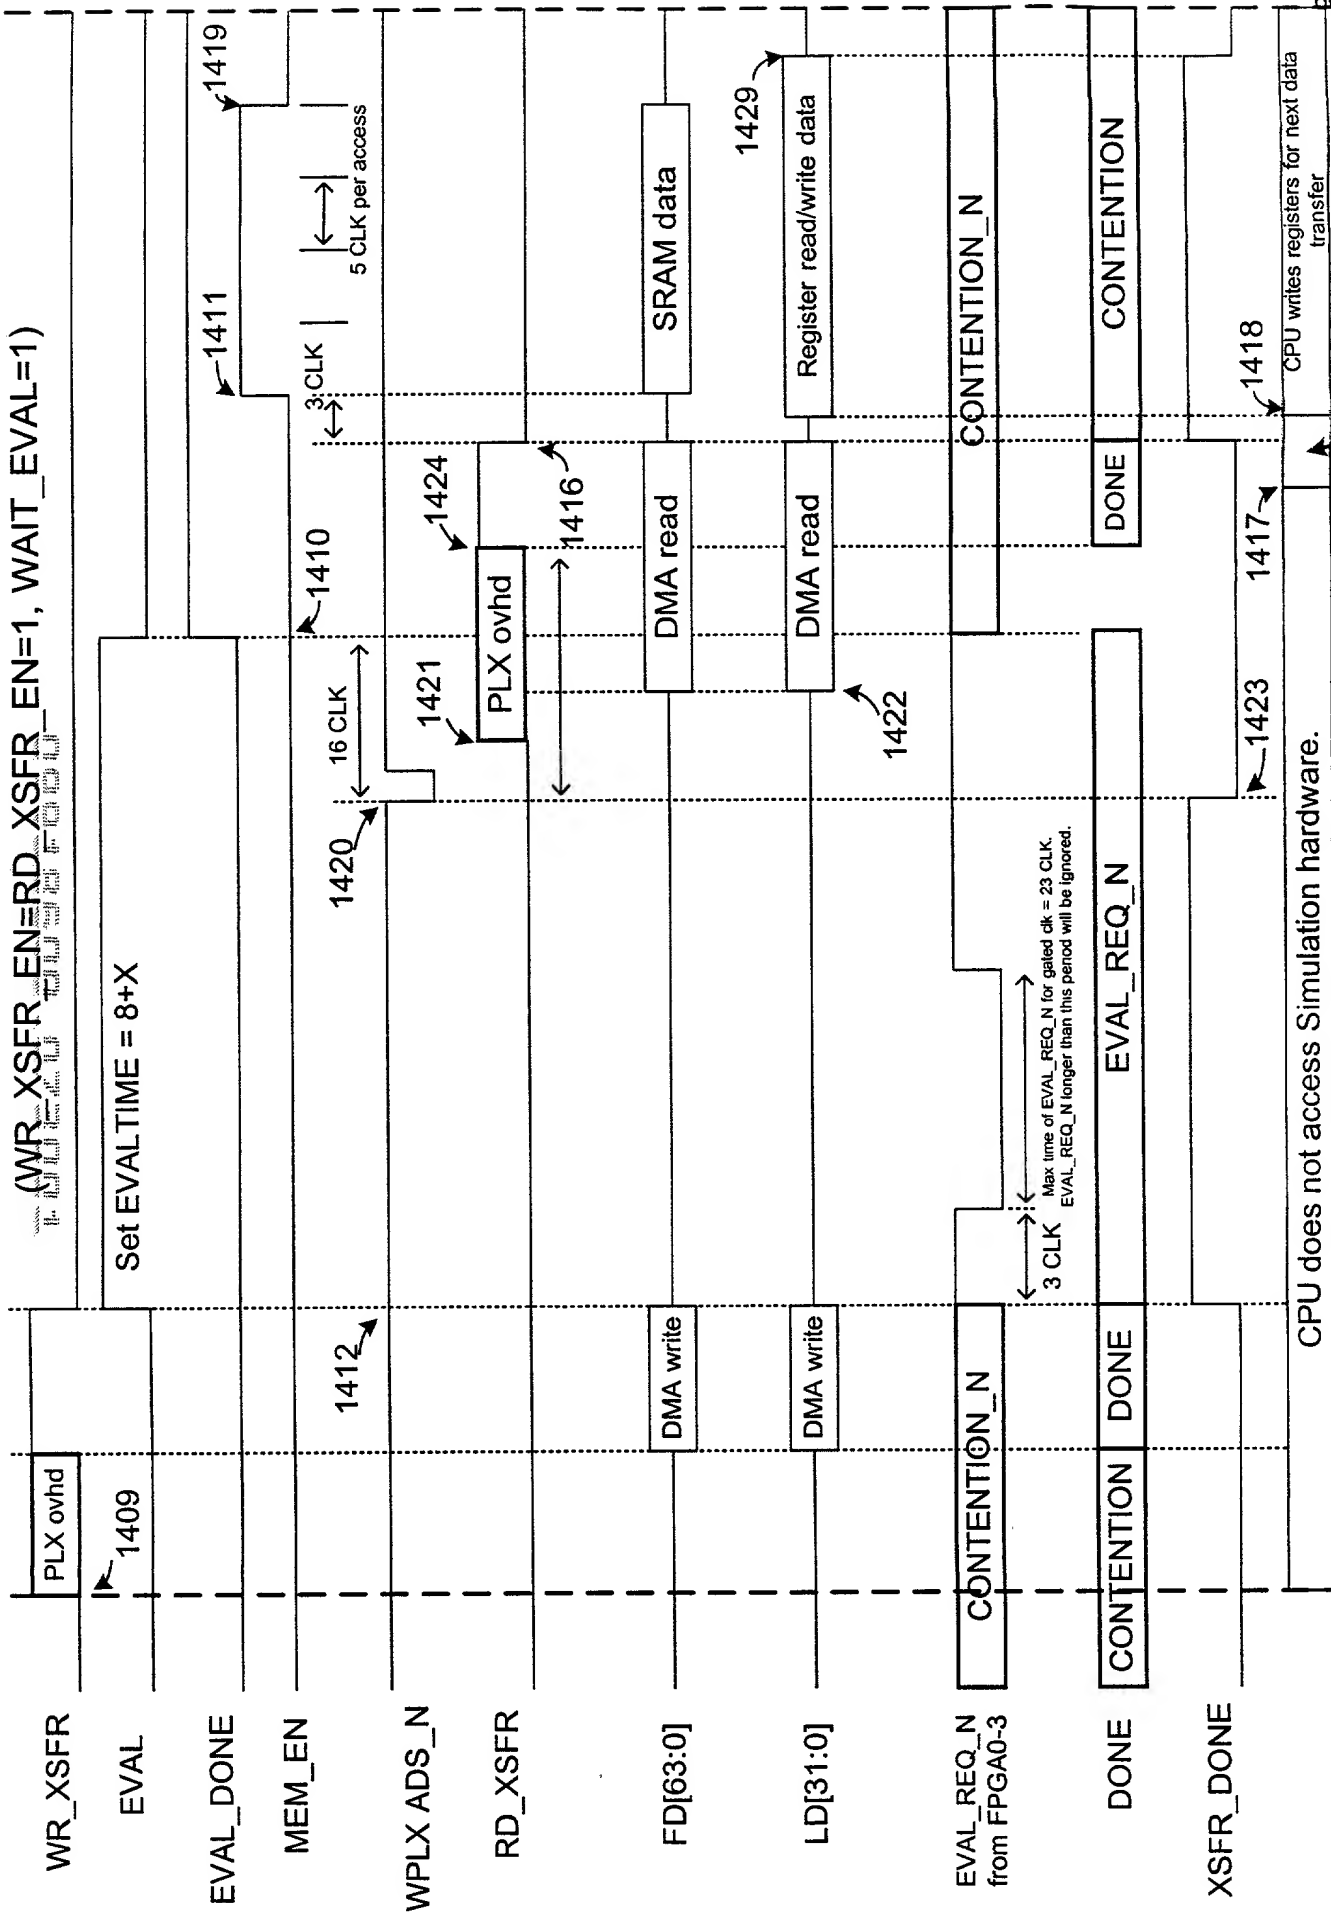 (WR_XSFR_EN=RD_XSFR_EN=1, WAIT_EVAL=1)
WR_XSFR
PLX ovhd
1409
EVAL
Set EVALTIME = 8+X
EVAL_DONE
MEM_EN
1410
1411
1419
3 CLK
5 CLK per access
WPLX ADS_N
1412
1420
16 CLK
RD_XSFR
1421
PLX ovhd
1424
1416
FD[63:0]
DMA write
DMA read
SRAM data
LD[31:0]
DMA write
1422
DMA read
Register read/write data
1429
EVAL_REQ_N
from FPGA0-3
CONTENTION_N
3 CLK
Max time of EVAL_REQ_N for gated clk = 23 CLK.
EVAL_REQ_N longer than this period will be ignored.
CONTENTION_N
DONE
CONTENTION
DONE
EVAL_REQ_N
DONE
CONTENTION
XSFR_DONE
1423
1417
1418
CPU does not access Simulation hardware.
CPU writes registers for next data
transfer